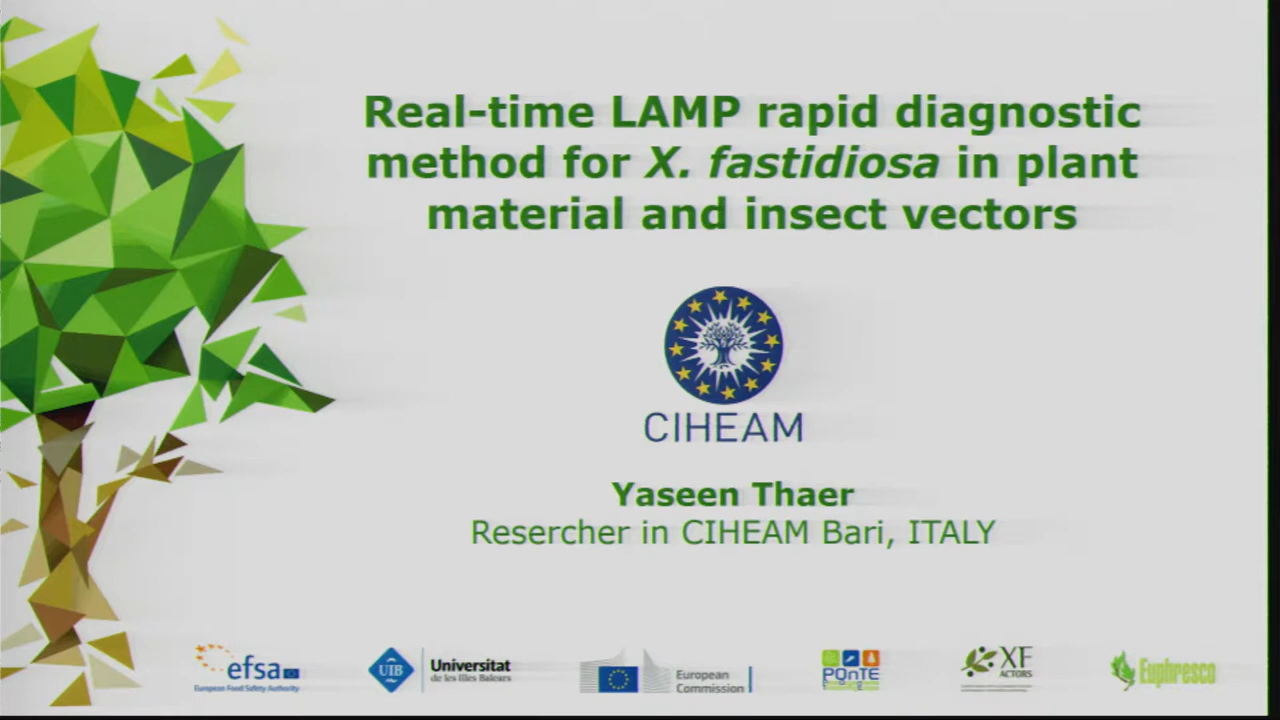 Real-time LAMP rapid diagnostic
method for X. fastidiosa in plant
material and insect vectors
CIHEAM
Yaseen Thaer
Resercher in CIHEAM Bari, ITALY
efsa
European Food Safety Authority
UIB
Universitat
de les Illes Balears
European
Commission
POnTE
XF
ACTORS
Euphresco